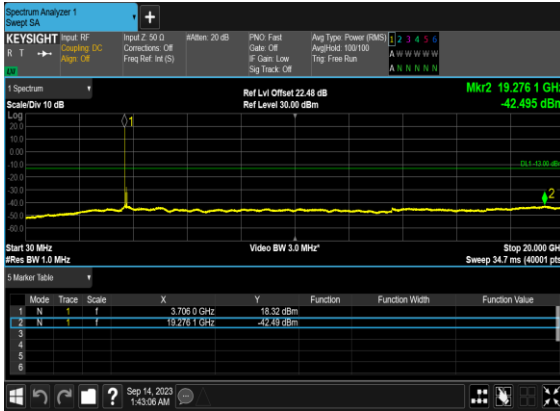 Spectrum Analyzer 1
Swept SA
+
KEYSIGHT
R T
LV
Input: RF
Coupling: DC
Align: Off
Input Z: 50 Ω
Corrections: Off
Freq Ref: Int (S)
#Atten: 20 dB
PNO: Fast
Gate: Off
IF Gain: Low
Sig Track: Off
Avg Type: Power (RMS)
Avg|Hold: 100/100
Trig: Free Run
1 2 3 4 5 6
A W W W W W
A N N N N N
1 Spectrum
Scale/Div 10 dB
Ref Lvl Offset 22.48 dB
Ref Level 30.00 dBm
Mkr2 19.276 1 GHz
-42.495 dBm
Log
20.0
10.0
0.00
-10.0
-20.0
-30.0
-40.0
-50.0
-60.0
1
DL1 -13.00 dBm
2
Start 30 MHz
#Res BW 1.0 MHz
Video BW 3.0 MHz*
Stop 20.000 GH
Sweep 34.7 ms (40001 pts
5 Marker Table
Mode Trace Scale X Y Function Function Width Function Value
1 N 1 f 3.706 0 GHz 18.32 dBm
2 N 1 f 19.276 1 GHz -42.49 dBm
3
4
5
6
?
Sep 14, 2023
1:43:06 AM